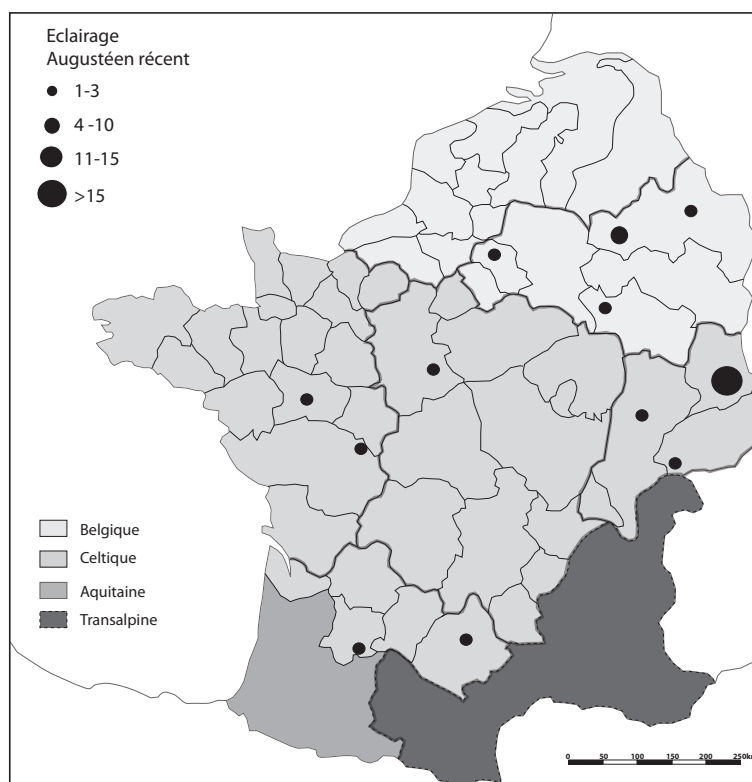 Eclairage
Augustéen récent
1-3
4 -10
11-15
>15
Belgique
Celtique
Aquitaine
Transalpine
0 50 100 150 200 250km